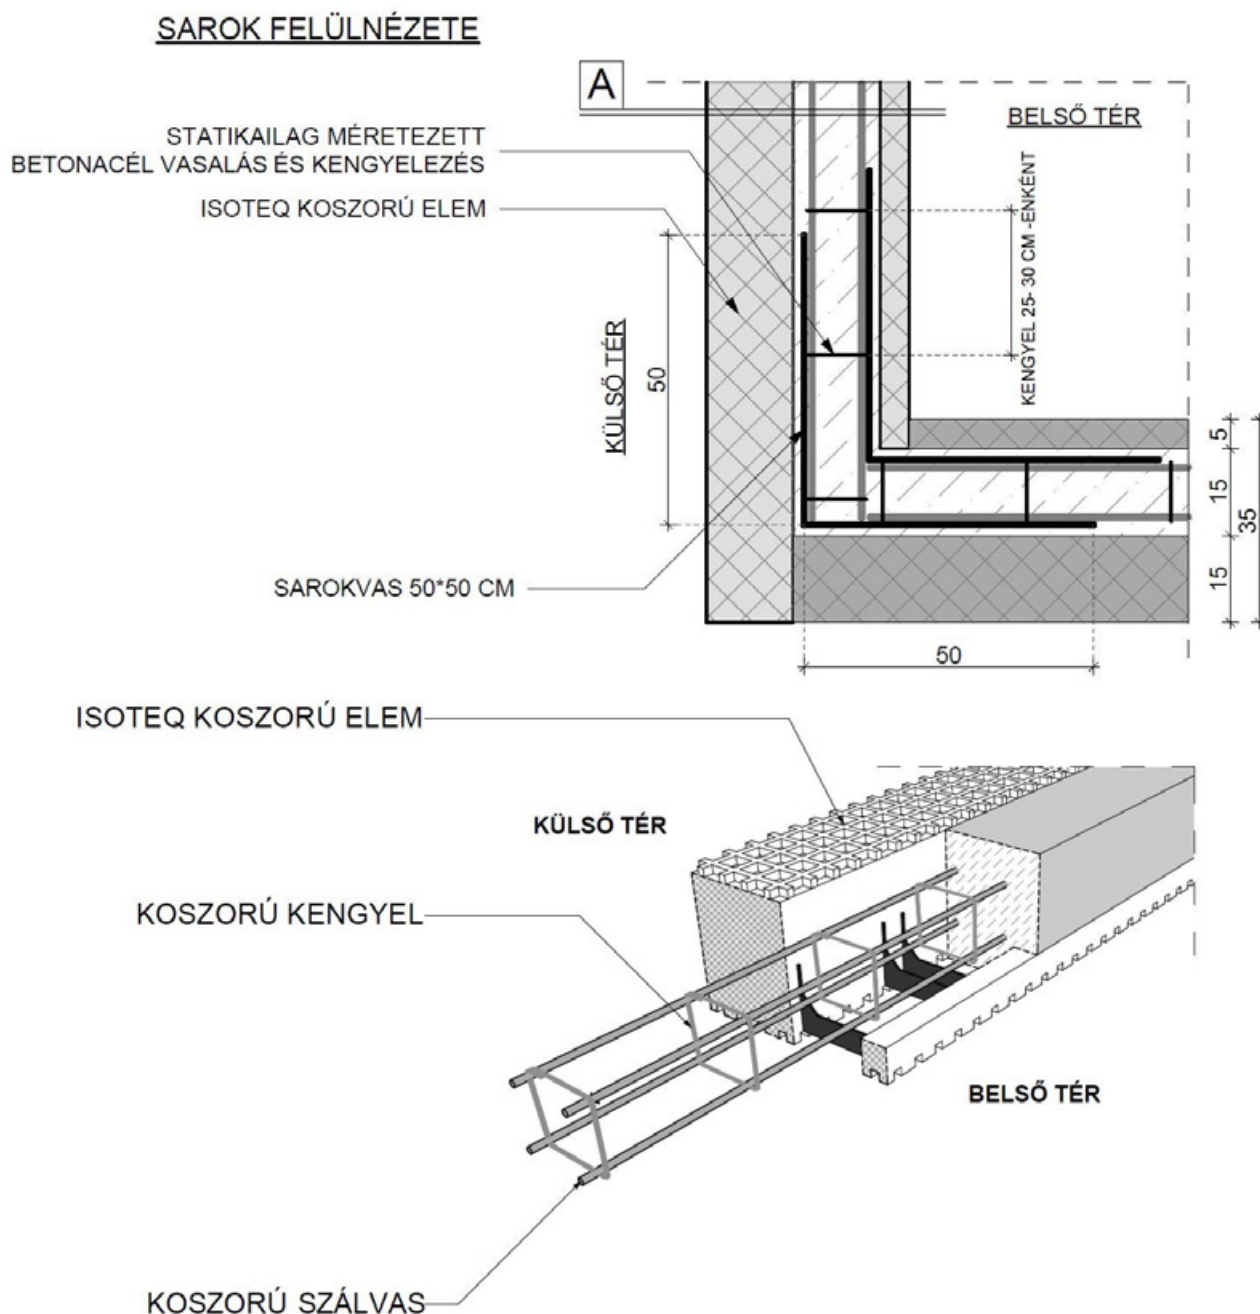 SAROK FELÜLNÉZETE
A
BELSŐ TÉR
STATIKAILAG MÉRETEZETT
BETONACÉL VASALÁS ÉS KENGYELEZÉS
ISOTEQ KOSZORÚ ELEM
KENGYEL 25- 30 CM -ENKÉNT
KÜLSŐ TÉR
50
5
15
35
15
SAROKVAS 50*50 CM
50
ISOTEQ KOSZORÚ ELEM
KÜLSŐ TÉR
KOSZORÚ KENGYEL
BELSŐ TÉR
KOSZORÚ SZÁLVAS